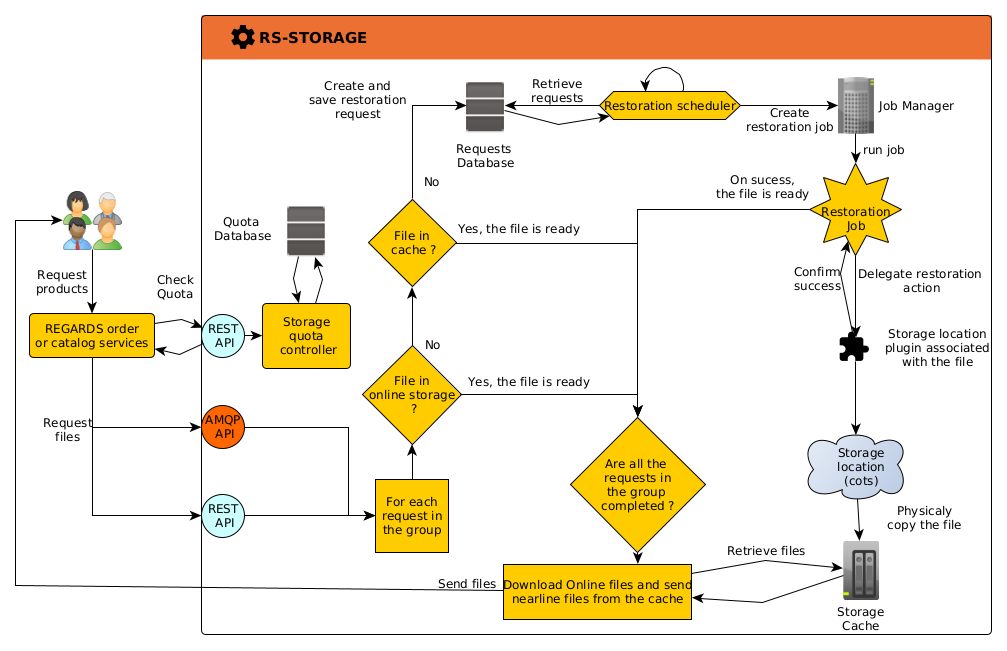 RS-STORAGE
Create and
save restoration
request
Retrieve
requests
Restoration scheduler
Create
restoration job
Job Manager
Requests
Database
run job
No
On sucess,
the file is ready
Restoration
Job
Quota
Database
File in
cache ?
Yes, the file is ready
Request
products
Check
Quota
Confirm
success
Delegate restoration
action
REGARDS order
or catalog services
REST
API
Storage
quota
controller
No
Storage location
plugin associated
with the file
File in
online storage
?
Yes, the file is ready
Request
files
AMQP
API
Are all the
requests in
the group
completed ?
Storage
location
(cots)
REST
API
For each
request in
the group
Physicaly
copy the file
Retrieve files
Send files
Download Online files and send
nearline files from the cache
Storage
Cache